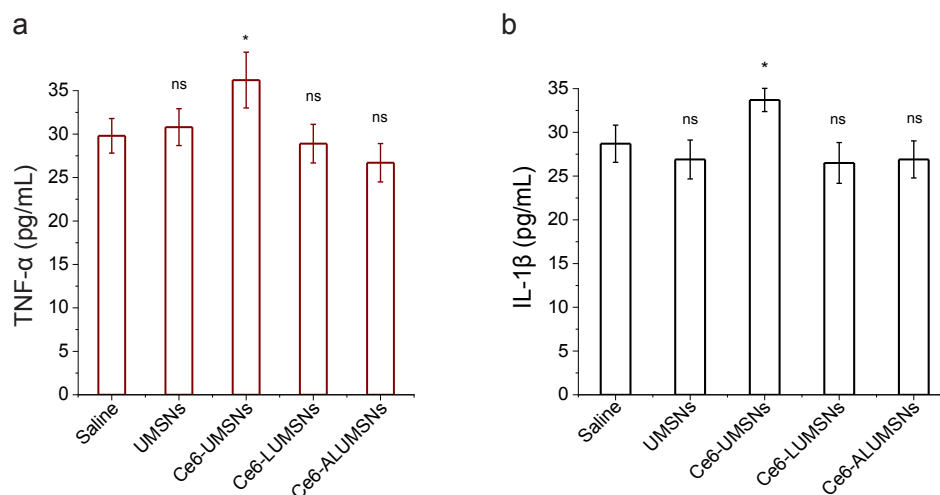 a
TNF-α (pg/mL)
35
30
25
20
15
10
5
0
ns
*
ns
ns
Saline
UMSNs
Ce6-UMSNs
Ce6-LUMSNs
Ce6-ALUMSNs
b
IL-1β (pg/mL)
35
30
25
20
15
10
5
0
ns
*
ns
ns
Saline
UMSNs
Ce6-UMSNs
Ce6-LUMSNs
Ce6-ALUMSNs